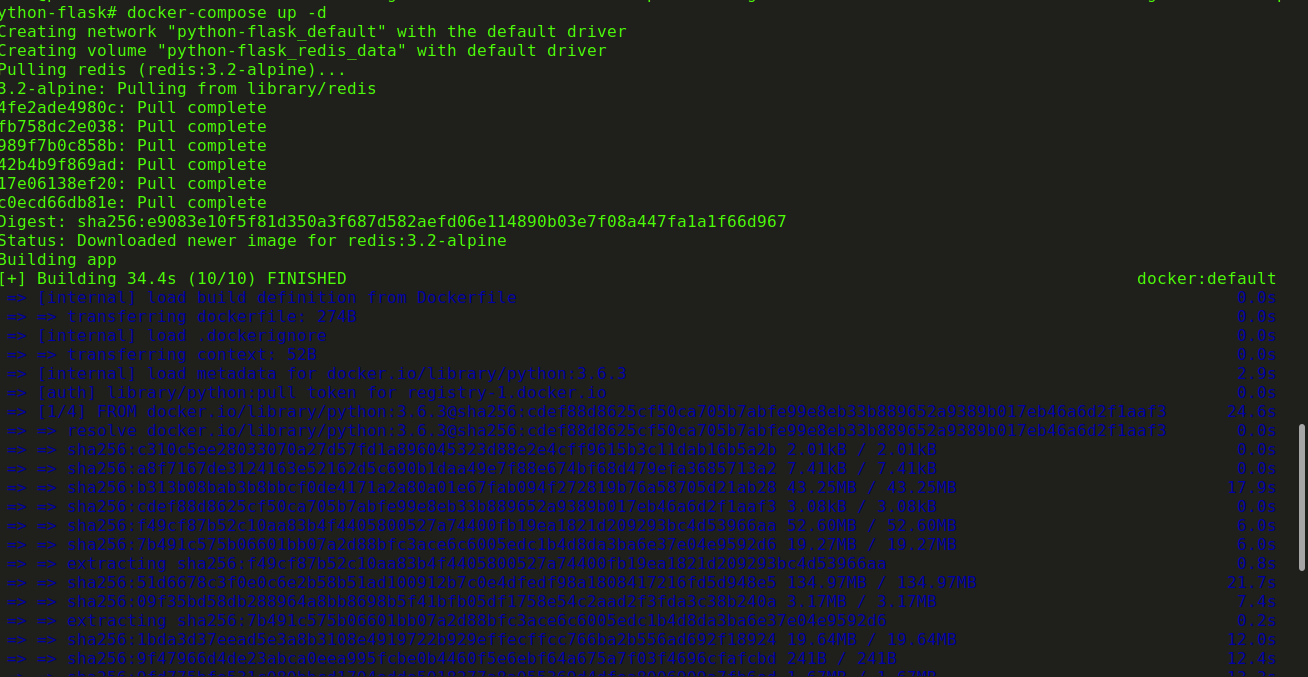 ython-flask# docker-compose up -d
Creating network "python-flask_default" with the default driver
Creating volume "python-flask_redis_data" with default driver
Pulling redis (redis:3.2-alpine)...
3.2-alpine: Pulling from library/redis
4fe2ade4980c: Pull complete
fb758dc2e038: Pull complete
989f7b0c858b: Pull complete
42b4b9f869ad: Pull complete
17e06138ef20: Pull complete
c0ecd66db81e: Pull complete
Digest: sha256:e9083e10f5f81d350a3f687d582aefd06e114890b03e7f08a447fa1a1f66d967
Status: Downloaded newer image for redis:3.2-alpine
Building app
[+] Building 34.4s (10/10) FINISHED docker:default
=> [internal] load build definition from Dockerfile 0.0s
=> => transferring dockerfile: 274B 0.0s
=> [internal] load .dockerignore 0.0s
=> => transferring context: 52B 0.0s
=> [internal] load metadata for docker.io/library/python:3.6.3 2.9s
=> [auth] library/python:pull token for registry-1.docker.io 0.0s
=> [1/4] FROM docker.io/library/python:3.6.3@sha256:cdef88d8625cf50ca705b7abfe99e8eb33b889652a9389b017eb46a6d2f1aaf3 24.6s
=> => resolve docker.io/library/python:3.6.3@sha256:cdef88d8625cf50ca705b7abfe99e8eb33b889652a9389b017eb46a6d2f1aaf3 0.0s
=> => sha256:c310c5ee28033070a27d57fd1a896045323d88e2e4cff9615b3c11dab16b5a2b 2.01kB / 2.01kB 0.0s
=> => sha256:a8f7167de3124163e52162d5c690b1daa49e7f88e674bf68d479efa3685713a2 7.41kB / 7.41kB 0.0s
=> => sha256:b313b08bab3b8bbcf0de4171a2a80a01e67fab094f272819b76a58705d21ab28 43.25MB / 43.25MB 17.9s
=> => sha256:cdef88d8625cf50ca705b7abfe99e8eb33b889652a9389b017eb46a6d2f1aaf3 3.08kB / 3.08kB 0.0s
=> => sha256:f49cf87b52c10aa83b4f4405800527a74400fb19ea1821d209293bc4d53966aa 52.60MB / 52.60MB 6.0s
=> => sha256:7b491c575b06601bb07a2d88bfc3ace6c6005edc1b4d8da3ba6e37e04e9592d6 19.27MB / 19.27MB 6.0s
=> => extracting sha256:f49cf87b52c10aa83b4f4405800527a74400fb19ea1821d209293bc4d53966aa 0.8s
=> => sha256:51d6678c3f0e0c6e2b58b51ad100912b7c0e4dfedf98a1808417216fd5d948e5 134.97MB / 134.97MB 21.7s
=> => sha256:09f35bd58db288964a8bb8698b5f41bfb05df1758e54c2aad2f3fda3c38b240a 3.17MB / 3.17MB 7.4s
=> => extracting sha256:7b491c575b06601bb07a2d88bfc3ace6c6005edc1b4d8da3ba6e37e04e9592d6 0.2s
=> => sha256:1bda3d37eead5e3a8b3108e4919722b929effecffcc766ba2b556ad692f18924 19.64MB / 19.64MB 12.0s
=> => sha256:9f47966d4de23abca0eea995fcbe0b4460f5e6ebf64a675a7f03f4696cfafcbd 241B / 241B 12.4s